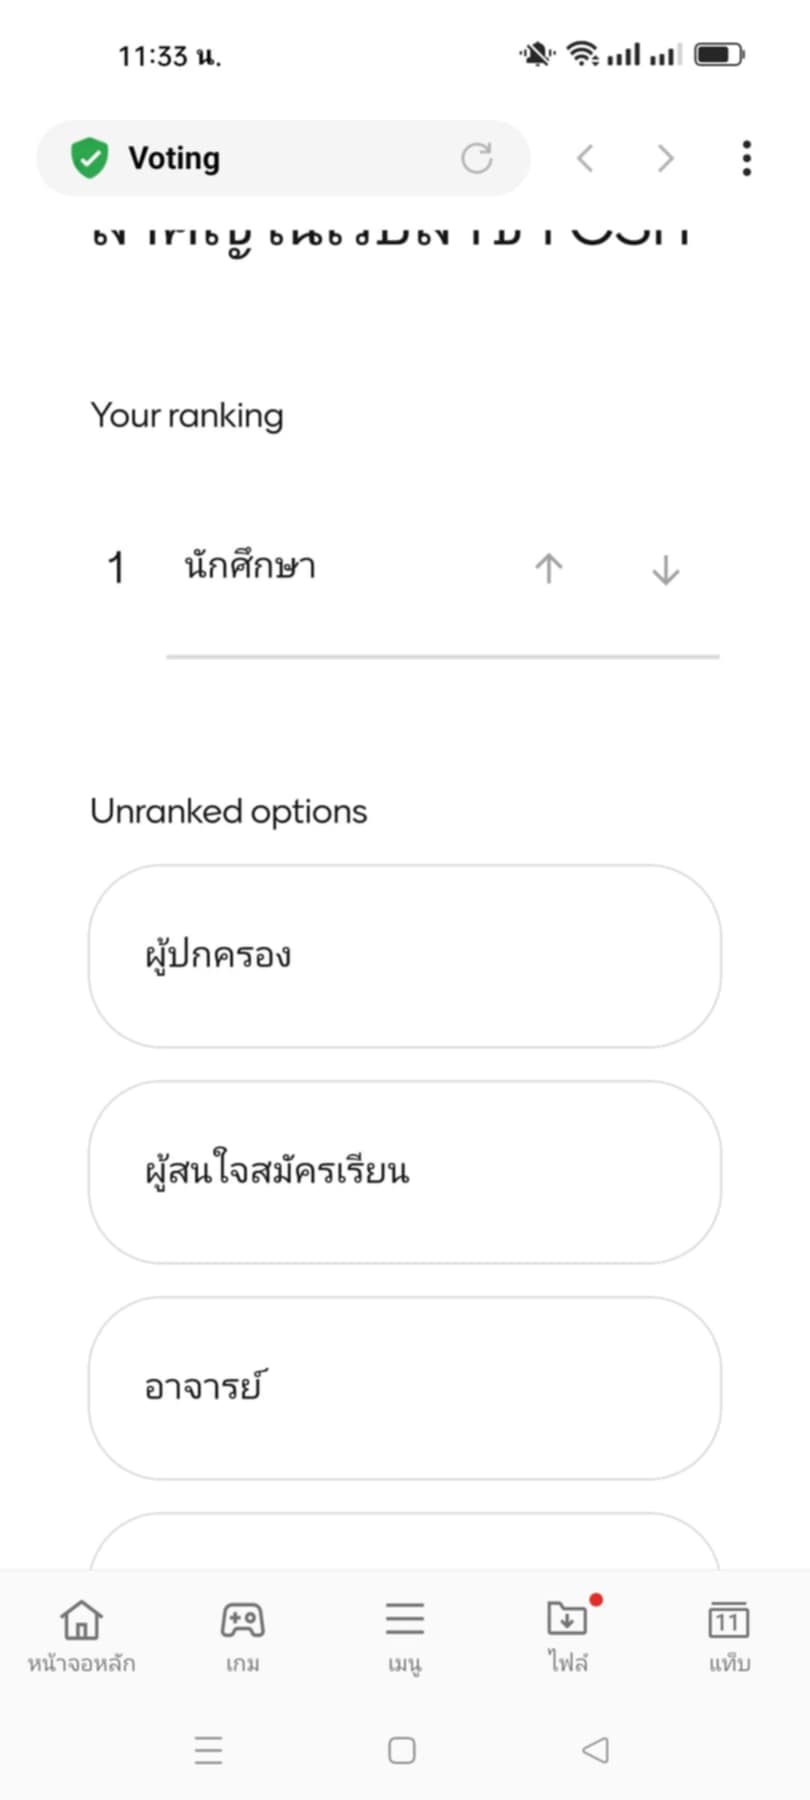 11:33 น.
Voting
Your ranking
1 นักศึกษา
Unranked options
ผู้ปกครอง
ผู้สนใจสมัครเรียน
อาจารย์
หน้าจอหลัก เกม เมนู ไฟล์ 11 แท็บ